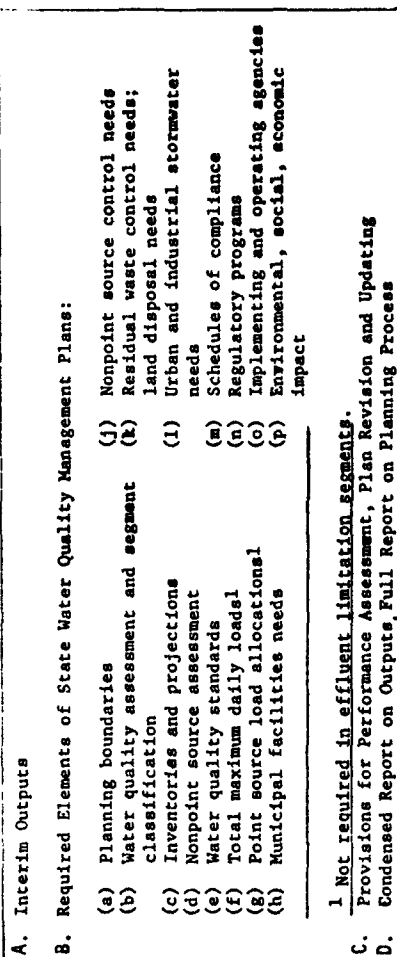 A. Interim Outputs
B. Required Elements of State Water Quality Management Plans:
(a) Planning boundaries
(b) Water quality assessment and segment
classification
(c) Inventories and projections
(d) Nonpoint source assessment
(e) Water quality standards
(f) Total maximum daily loads1
(g) Point source load allocations1
(h) Municipal facilities needs
(j) Nonpoint source control needs
(k) Residual waste control needs;
land disposal needs
(l) Urban and industrial stormwater
needs
(m) Schedules of compliance
(n) Regulatory programs
(o) Implementing and operating agencies
(p) Environmental, social, economic
impact
1 Not required in effluent limitation segments.
C. Provisions for Performance Assessment, Plan Revision and Updating
D. Condensed Report on Outputs, Full Report on Planning Process